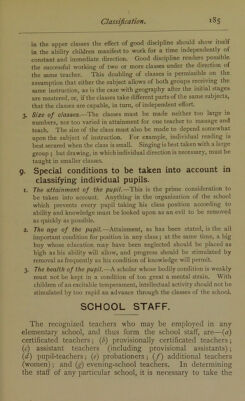 Classification. 185
in the upper classes the effect of good discipline should show itself
in the ability children manifest to work for a time independently of
constant and immediate direction. Good discipline renders possible
the successful working of two or more classes under the direction of
the same teacher. This doubling of classes is permissible on the
assumption that either the subject allows of both groups receiving the
same instruction, as is the case with geography after the initial stages
are mastered, or, if the classes take different parts of the same subjects,
that the classes are capable, in turn, of independent effort.
3. Size of classes.—The classes must be made neither too large in
numbers, nor too varied in attainment for one teacher to manage and
teach. The size of the class must also be made to depend somewhat
upon the subject of instruction. For example, individual reading is
best secured when the class is small. Singing is best taken with a large
group; but drawing, in which individual direction is necessary, must be
taught in smaller classes.
9. Special conditions to be taken into account in
classifying individual pupils.
1. The attainment of the pupil.—This is the prime consideration to
be taken into account. Anything in the organization of the school
which prevents every pupil taking his class position according to
ability and knowledge must be looked upon as an evil to be removed
as quickly as possible.
2. The age of the pupil.—Attainment, as has been stated, is the all
important condition for position in any class; at the same time, a big
boy whose education may have been neglected should be placed as
high as his ability will allow, and progress should be stimulated by
removal as frequently as his condition of knowledge will permit.
3. The health of the pupil.—A scholar whose bodily condition is weakly
must not be kept in a condition of too great a mental strain. With
children of an excitable temperament, intellectual activity should not be
stimulated by too rapid an advance through the classes of the school.
SCHOOL STAFF.
The recognized teachers who may be employed in any
elementary school, and thus form the school staff, are—(a)
certificated teachers; (b) provisionally certificated teachers;
(c) assistant teachers (including provisional assistants);
(d) pupil-teachers; (e) probationers; (f) additional teachers
(women); and (g) evening-school teachers. In determining
the staff of any particular school, it is necessary to take the